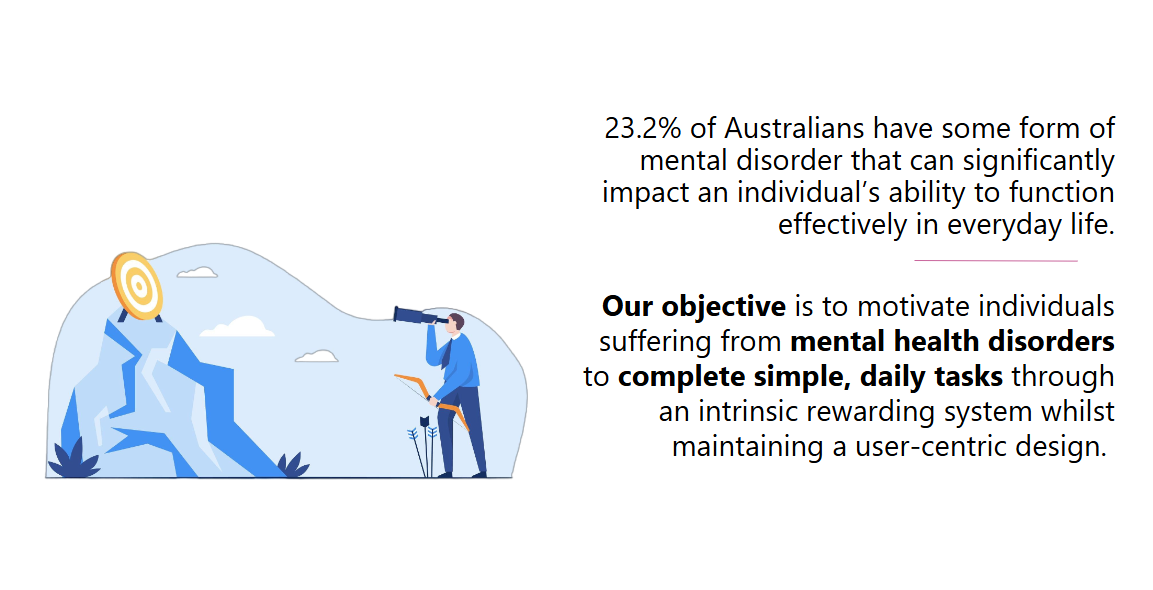 23.2% of Australians have some form of
mental disorder that can significantly
impact an individual’s ability to function
effectively in everyday life.
Our objective is to motivate individuals
suffering from mental health disorders
to complete simple, daily tasks through
an intrinsic rewarding system whilst
maintaining a user-centric design.